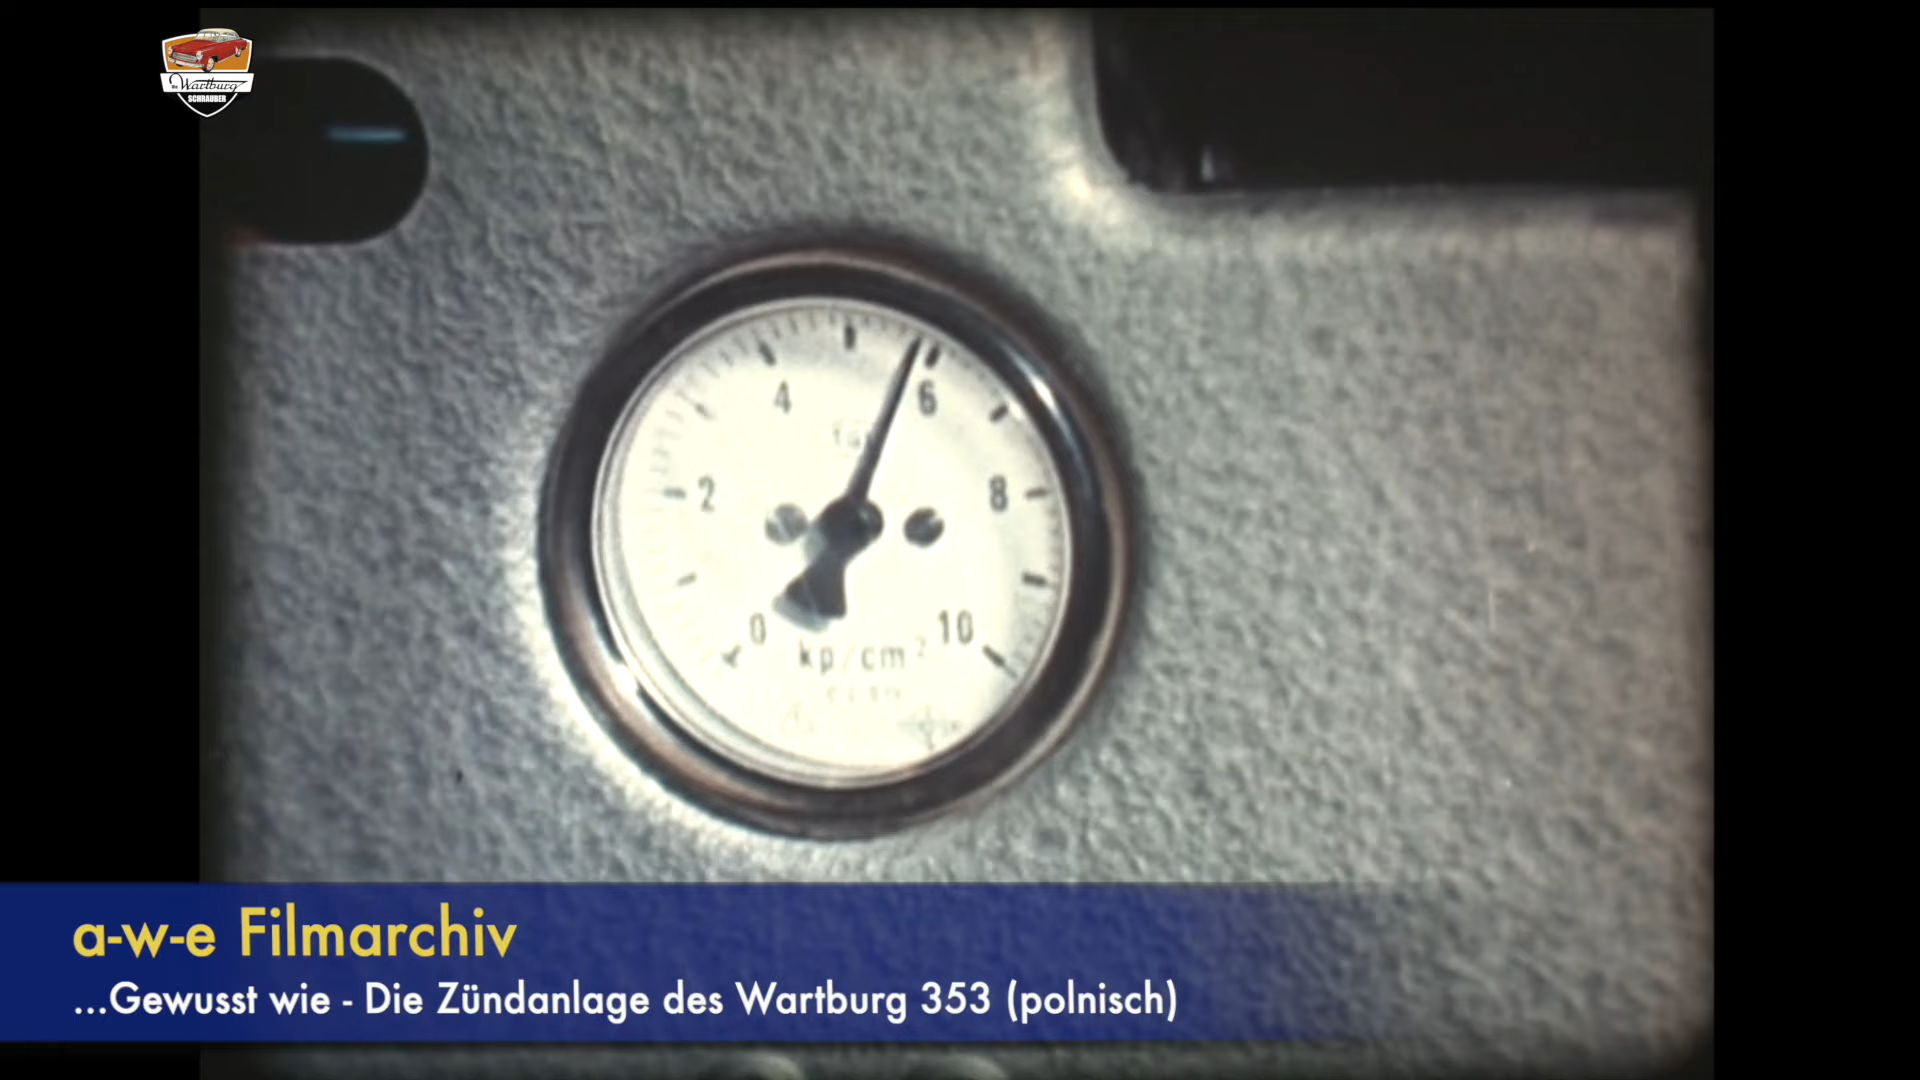 Wartburg
SCHRAUBER
4
6
2
8
0
10
kp/cm²
a-w-e Filmarchiv
...Gewusst wie - Die Zündanlage des Wartburg 353 (polnisch)